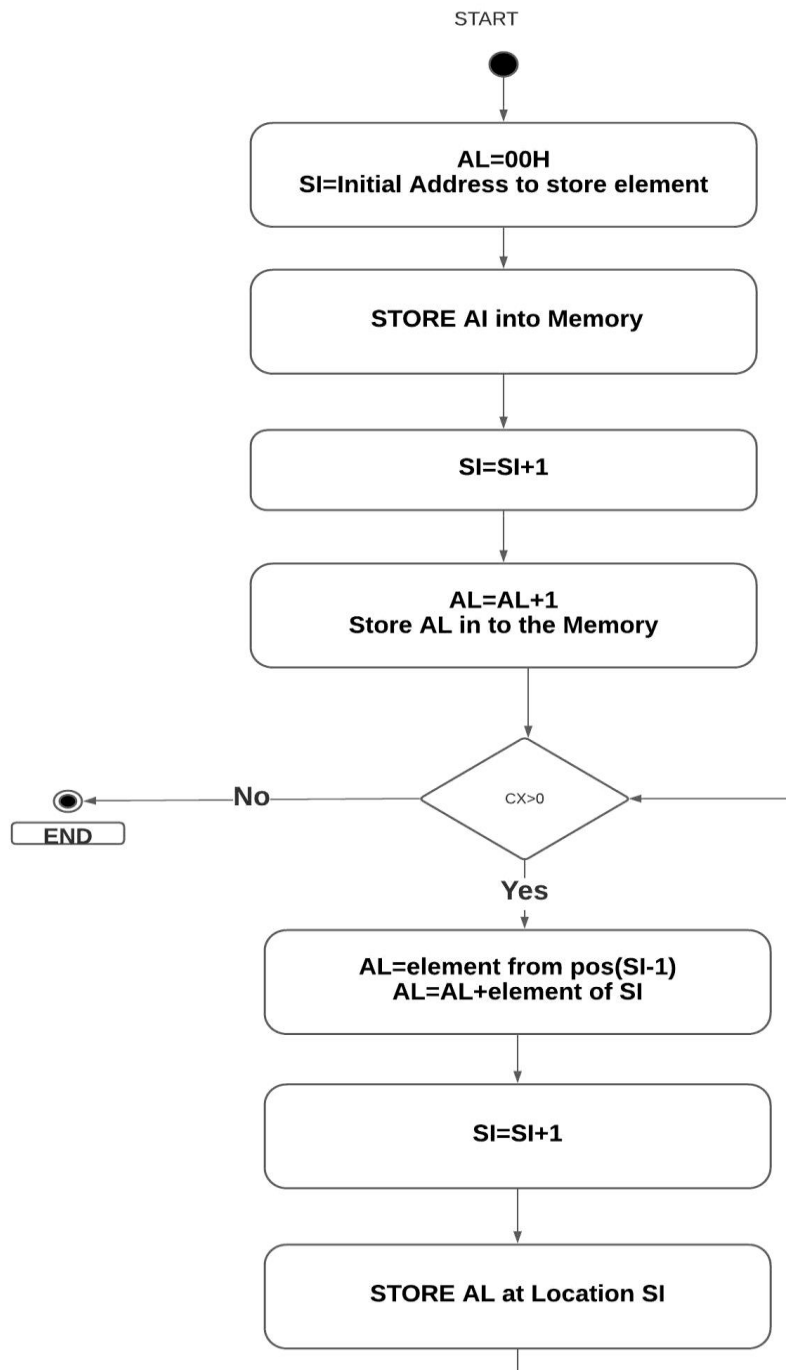 START
AL=00H
SI=Initial Address to store element
STORE AI into Memory
SI=SI+1
AL=AL+1
Store AL in to the Memory
CX>0
No
END
Yes
AL=element from pos(SI-1)
AL=AL+element of SI
SI=SI+1
STORE AL at Location SI